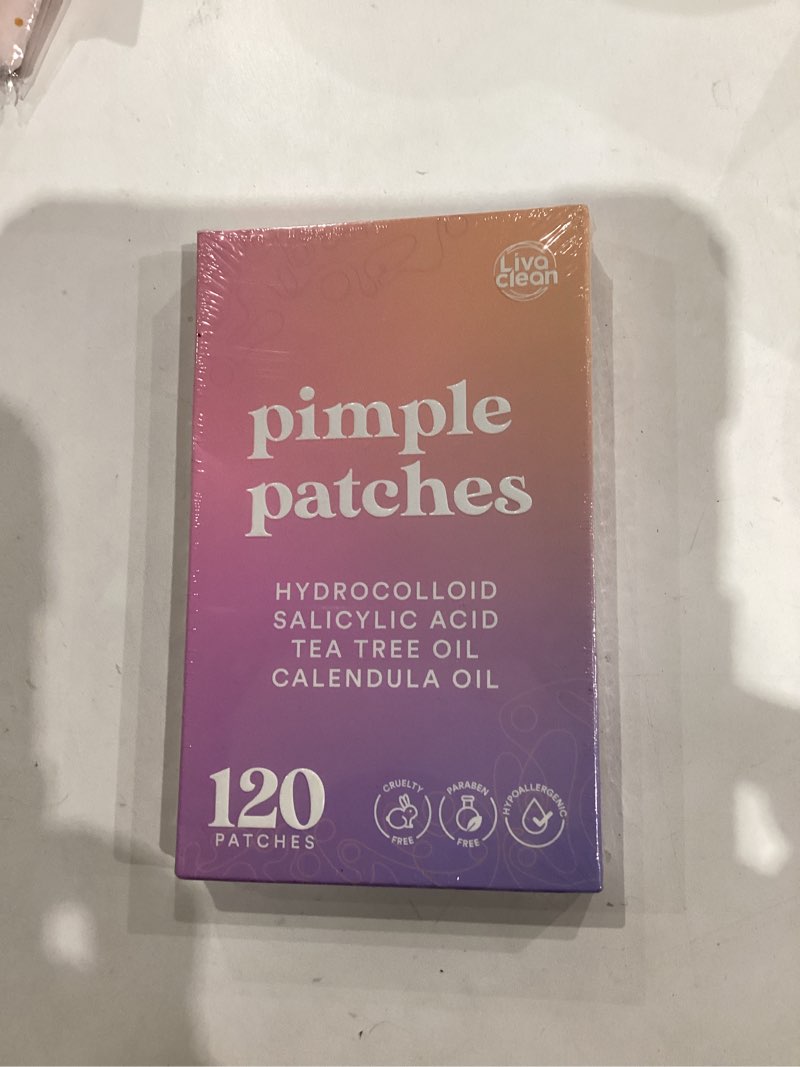 Liva
clean
pimple
patches
HYDROCOLLOID
SALICYLIC ACID
TEA TREE OIL
CALENDULA OIL
120
PATCHES
CRUELTY
FREE
PARABEN
FREE
HYPOALLERGENIC